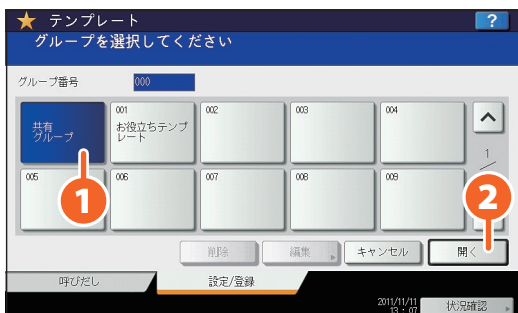 テンプレート ?
グループを選択してください
グループ番号 000
共有
グループ
001
お役立ちテンプ
レート
002
003
004
1
005
006
007
008
009
1
2
削除
編集
キャンセル
開く
呼びだし
設定/登録
2011/11/11
13:07
状況確認